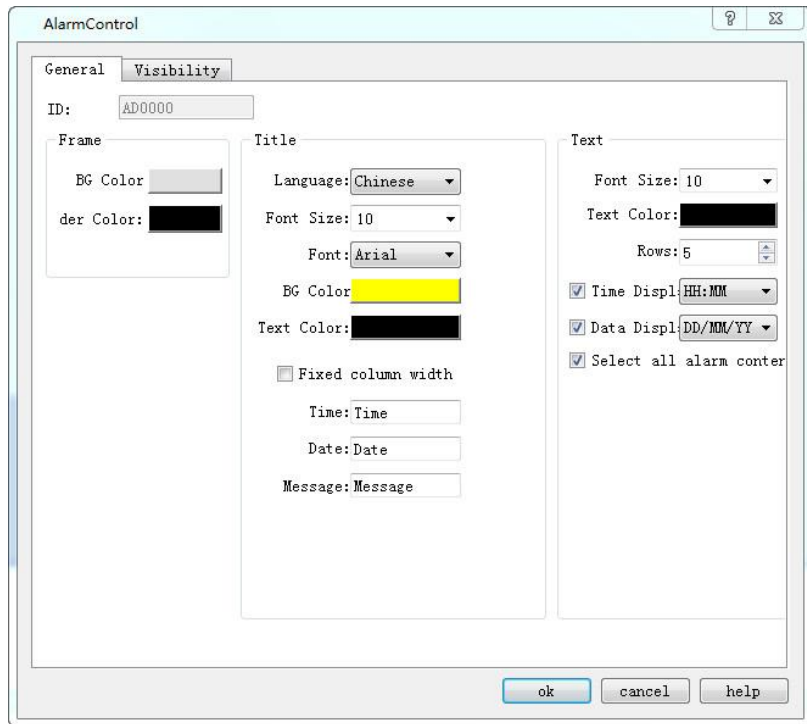 AlarmControl
General Visibility
ID: AD0000
Frame
BG Color
der Color:
Title
Language: Chinese
Font Size: 10
Font: Arial
BG Color
Text Color:
Fixed column width
Time: Time
Date: Date
Message: Message
Text
Font Size: 10
Text Color:
Rows: 5
Time Displ: HH:MM
Data Displ: DD/MM/YY
Select all alarm conter
ok cancel help